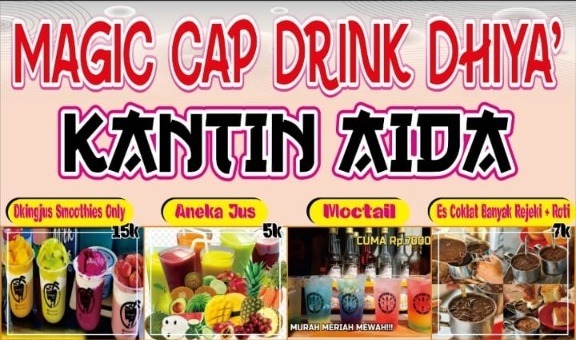 MAGIC CAP DRINK DHIYA'
KANTIN AIDA
Dkingjus Smoothies Only
Aneka Jus
Moctail
Es Coklat Banyak Rejeki + Roti
15k
5k
CUMA Rp.7000
7k
MURAH MERIAH MEWAH!!!